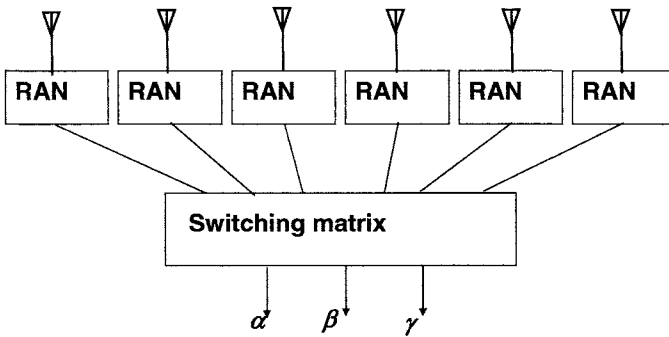 RAN RAN RAN RAN RAN RAN
Switching matrix
α β γ